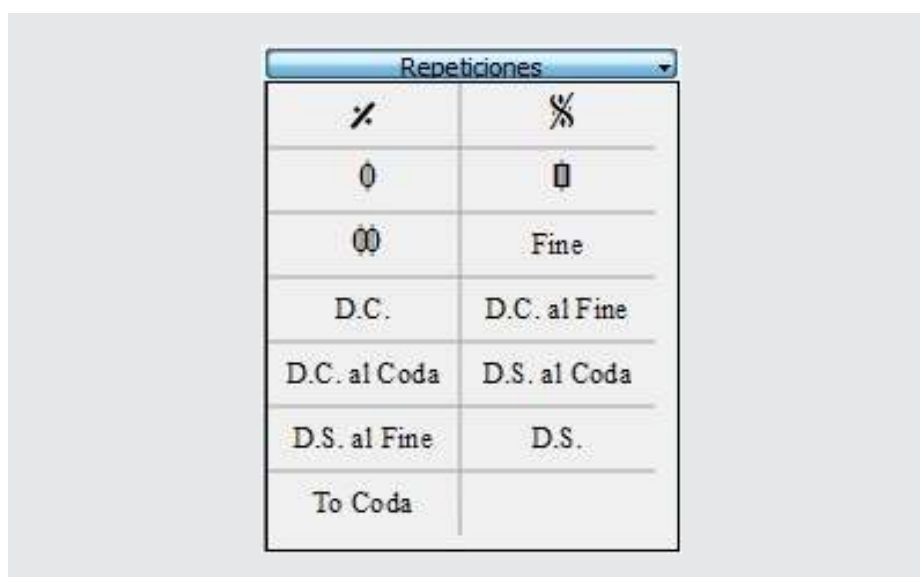 Repeticiones
Fine
D.C. D.C. al Fine
D.C. al Coda D.S. al Coda
D.S. al Fine D.S.
To Coda